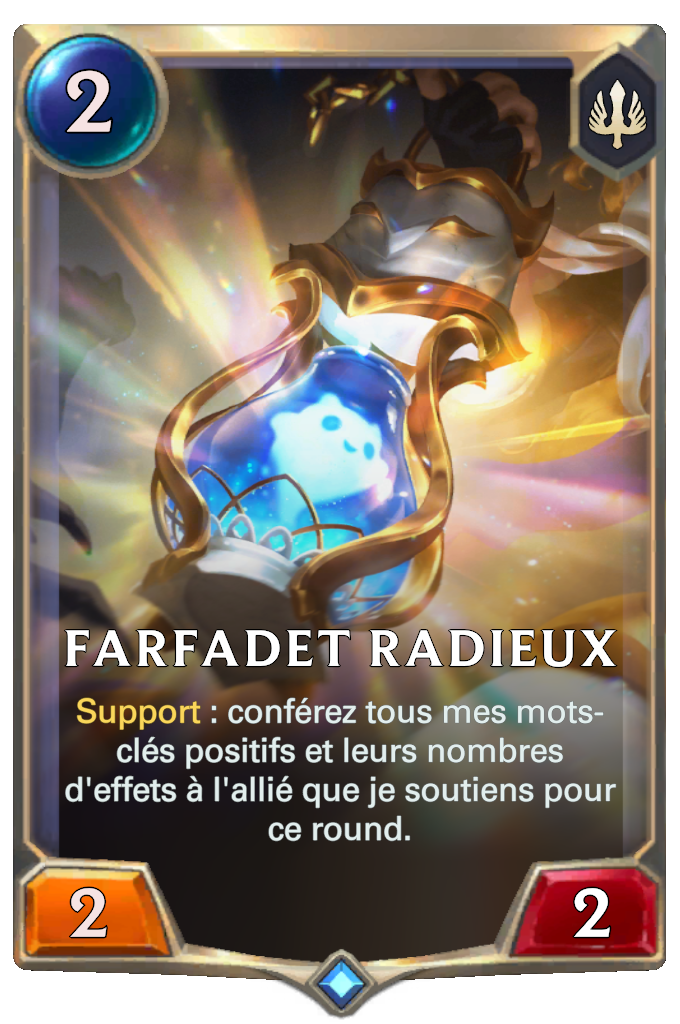 2
FARFADET RADIEUX
Support : conférez tous mes mots-
clés positifs et leurs nombres
d'effets à l'allié que je soutiens pour
ce round.
2 2